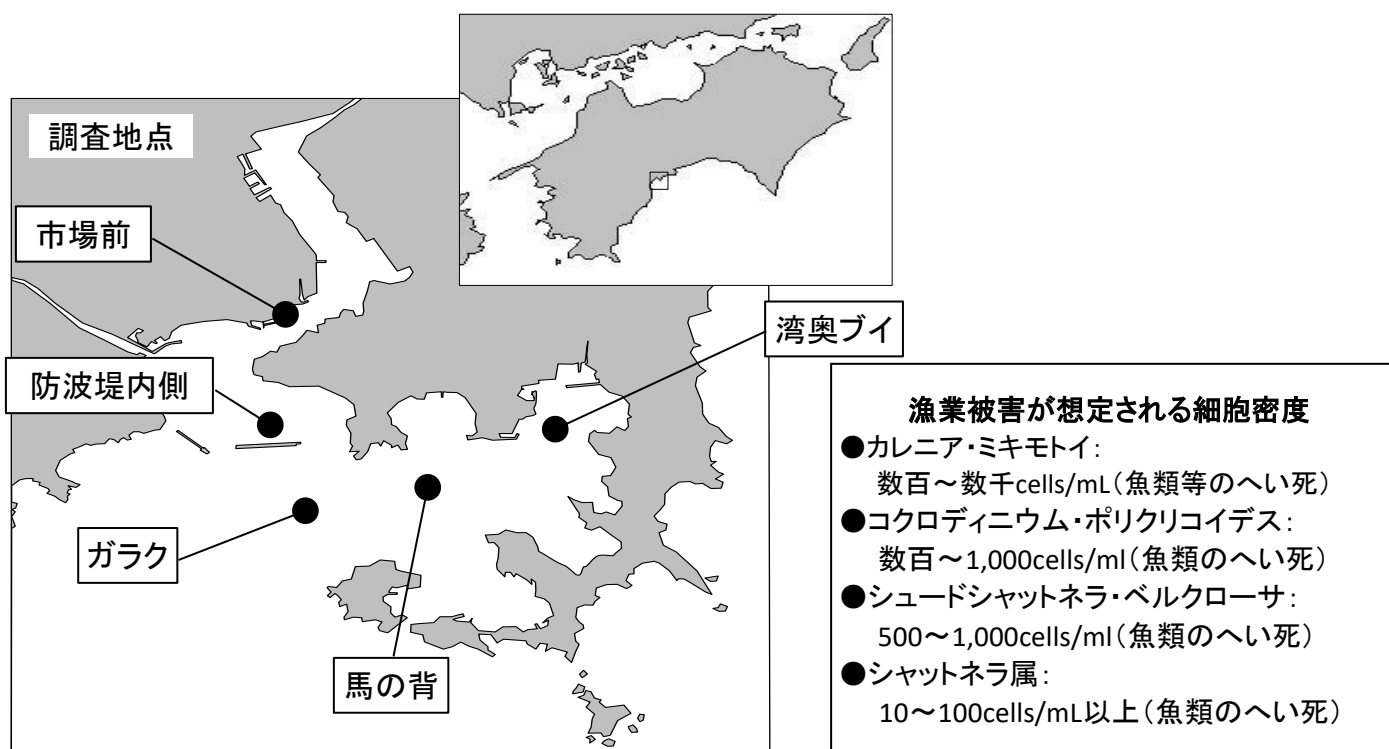 調査地点
市場前
湾奥ブイ
防波堤内側
ガラク
馬の背
漁業被害が想定される細胞密度
●カレニア・ミキモトイ：
数百～数千cells/mL（魚類等のへい死）
●コクロディニウム・ポリクリコイデス：
数百～1,000cells/ml（魚類のへい死）
●シュードシャットネラ・ベルクローサ：
500～1,000cells/ml（魚類のへい死）
●シャットネラ属：
10～100cells/mL以上（魚類のへい死）